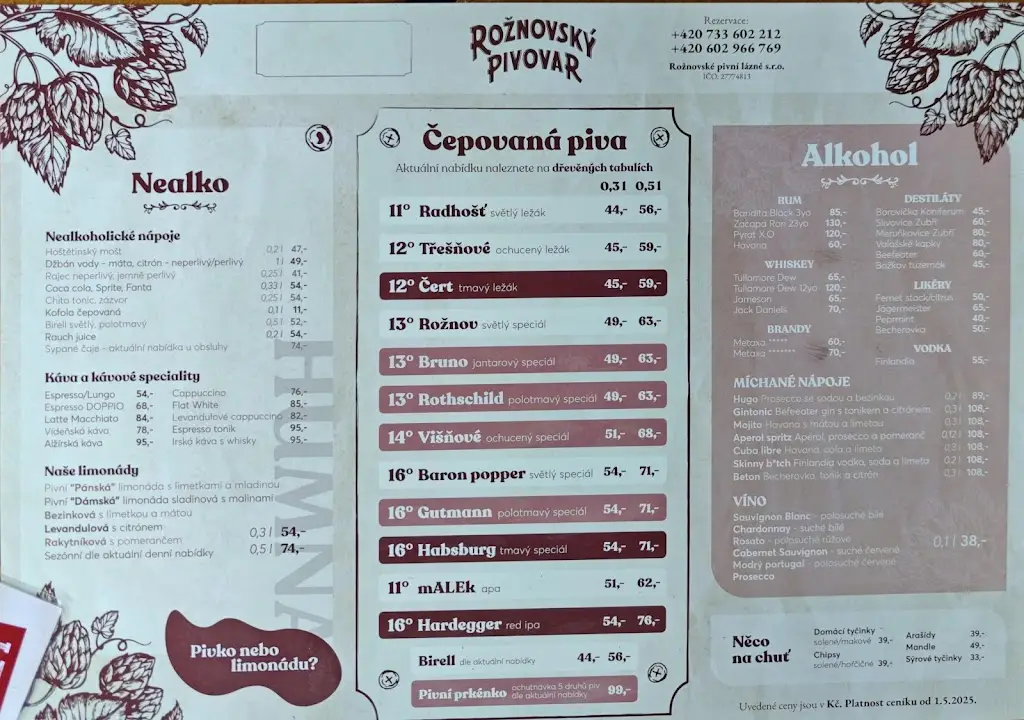 ROŽNOVSKÝ
PIVOVAR
Rezervace:
+420 733 602 212
+420 602 966 769
Rožnovské pivní lázně s.r.o.
IČO: 27774813
Nealko
Nealkoholické nápoje
Hoštětínský mošt 0,2 l 47,-
Džbán vody - máta, citrón - neperlivý/perlivý 1 l 49,-
Rajec neperlivý, jemně perlivý 0,25 l 41,-
Coca cola, Sprite, Fanta 0,33 l 54,-
Chito tonic, zázvor 0,25 l 54,-
Kofola čepovaná 0,1 l 11,-
Birell světlý, polotmavý 0,5 l 52,-
Rauch juice 0,2 l 54,-
Sypané čaje - aktuální nabídka u obsluhy 74,-
Káva a kávové speciality
Espresso/Lungo 54,- Cappuccino 76,-
Espresso DOPPIO 68,- Flat White 85,-
Latte Macchiato 84,- Levandulové cappuccino 82,-
Vídeňská káva 78,- Espresso tonik 95,-
Alžírská káva 95,- Irská káva s whisky 95,-
Naše limonády
Pivní "Pánská" limonáda s limetkami a mladinou
Pivní "Dámská" limonáda sladinová s malinami
Bezinková s limetkou a mátou
Levandulová s citrónem
Rakytníková s pomerančem
Sezónní dle aktuální denní nabídky
0,3 l 54,-
0,5 l 74,-
HUMNA
Pivko nebo
limonádu?
Čepovaná piva
Aktuální nabídku naleznete na dřevěných tabulích
0,3 l 0,5 l
11° Radhošť světlý ležák 44,- 56,-
12° Třešňové ochucený ležák 45,- 59,-
12° Čert tmavý ležák 45,- 59,-
13° Rožnov světlý speciál 49,- 63,-
13° Bruno jantarový speciál 49,- 63,-
13° Rothschild polotmavý speciál 49,- 63,-
14° Višňové ochucený speciál 51,- 68,-
16° Baron popper světlý speciál 54,- 71,-
16° Gutmann polotmavý speciál 54,- 71,-
16° Habsburg tmavý speciál 54,- 71,-
11° mALEk apa 51,- 62,-
16° Hardegger red ipa 54,- 76,-
Birell dle aktuální nabídky 44,- 56,-
Pivní prkénko ochutnávka 5 druhů piv
dle aktuální nabídky 99,-
Alkohol
RUM
Bandita Black 3yo 85,-
Zacapa Ron 23yo 130,-
Pyrat X.O 120,-
Havana 60,-
WHISKEY
Tullamore Dew 65,-
Tullamore Dew 12yo 120,-
Jameson 65,-
Jack Daniels 70,-
BRANDY
Metaxa ***** 60,-
Metaxa ******* 70,-
DESTILÁTY
Borovička Koniferum 45,-
Slivovice Zubří 60,-
Meruňkovice Zubří 80,-
Valašské kapky 80,-
Beefeater 60,-
Božkov tuzemák 45,-
LIKÉRY
Fernet stock/citrus 50,-
Jägermeister 65,-
Peprmint 40,-
Becherovka 50,-
VODKA
Finlandia 55,-
MÍCHANÉ NÁPOJE
Hugo Prosecco se sodou a bezinkou 0,2 l 89,-
Gintonic Befeater gin s tonikem a citrónem 0,3 l 108,-
Mojito Havana s mátou a limetou 0,3 l 108,-
Aperol spritz Apérol, prosecco a pomeranč 0,12 l 108,-
Cuba libre Havana, cola a limeta 0,3 l 108,-
Skinny b*tch Finlandia vodka, soda a limeta 0,2 l 108,-
Beton Becherovka, tonik a citrón 0,3 l 108,-
VÍNO
Sauvignon Blanc - polosuché bílé
Chardonnay - suché bílé
Rosato - polosuché růžové
Cabernet Sauvignon - suché červené
Modrý portugal - polosuché červené
Prosecco
0,1 l 38,-
Něco
na chuť
Domácí tyčinky
solené/makové 39,-
Chipsy
solené/hořčičné 39,-
Arašídy 39,-
Mandle 49,-
Sýrové tyčinky 33,-
Uvedené ceny jsou v Kč. Platnost ceníku od 1.5.2025.